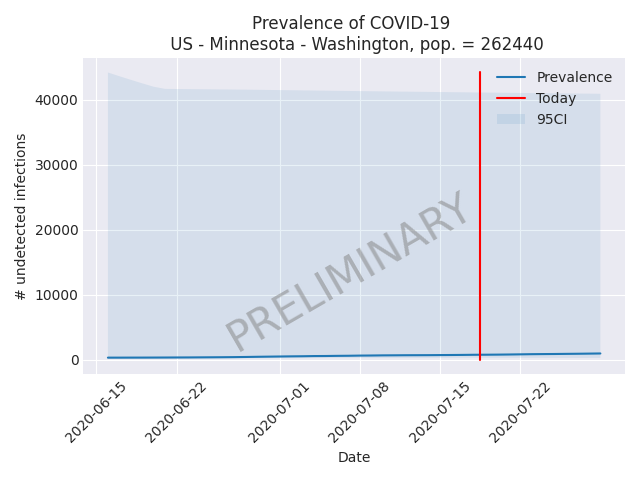 Prevalence of COVID-19
US - Minnesota - Washington, pop. = 262440
# undetected infections
40000
30000
20000
10000
0
Prevalence
Today
95CI
PRELIMINARY
2020-06-15
2020-06-22
2020-07-01
2020-07-08
2020-07-15
2020-07-22
Date